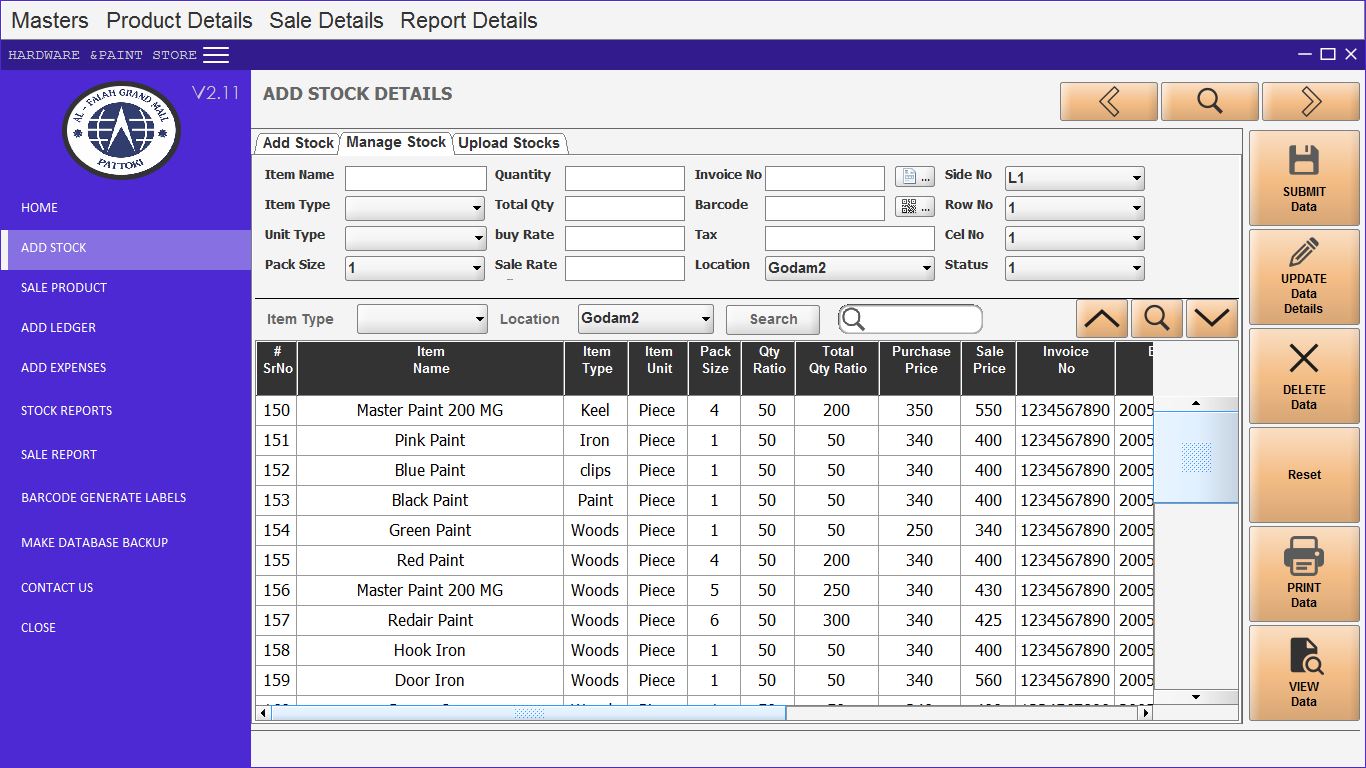 Masters Product Details Sale Details Report Details
HARDWARE &PAINT STORE
V2.11
AL - FALAH GRAND MALL
PATTOKI
HOME
ADD STOCK
SALE PRODUCT
ADD LEDGER
ADD EXPENSES
STOCK REPORTS
SALE REPORT
BARCODE GENERATE LABELS
MAKE DATABASE BACKUP
CONTACT US
CLOSE
ADD STOCK DETAILS
Add Stock Manage Stock Upload Stocks
Item Name Quantity Invoice No ... Side No L1
Item Type Total Qty Barcode ... Row No 1
Unit Type buy Rate Tax Cel No 1
Pack Size 1 Sale Rate Location Godam2 Status 1
Item Type Location Godam2 Search
# Item Item Item Pack Qty Total Purchase Sale Invoice
SrNo Name Type Unit Size Ratio Qty Ratio Price Price No
150 Master Paint 200 MG Keel Piece 4 50 200 350 550 1234567890 2005
151 Pink Paint Iron Piece 1 50 50 340 400 1234567890 2005
152 Blue Paint clips Piece 1 50 50 340 400 1234567890 2005
153 Black Paint Paint Piece 1 50 50 340 400 1234567890 2005
154 Green Paint Woods Piece 1 50 50 250 340 1234567890 2005
155 Red Paint Woods Piece 4 50 200 340 400 1234567890 2005
156 Master Paint 200 MG Woods Piece 5 50 250 340 430 1234567890 2005
157 Redair Paint Woods Piece 6 50 300 340 425 1234567890 2005
158 Hook Iron Woods Piece 1 50 50 340 400 1234567890 2005
159 Door Iron Woods Piece 1 50 50 340 560 1234567890 2005
SUBMIT
Data
UPDATE
Data
Details
DELETE
Data
Reset
PRINT
Data
VIEW
Data